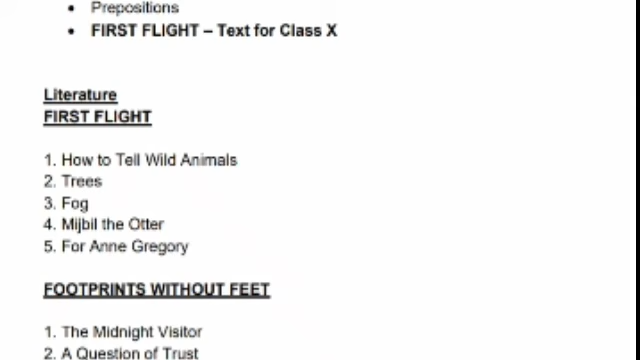 • Prepositions
• FIRST FLIGHT – Text for Class X
Literature
FIRST FLIGHT
1. How to Tell Wild Animals
2. Trees
3. Fog
4. Mijbil the Otter
5. For Anne Gregory
FOOTPRINTS WITHOUT FEET
1. The Midnight Visitor
2. A Question of Trust